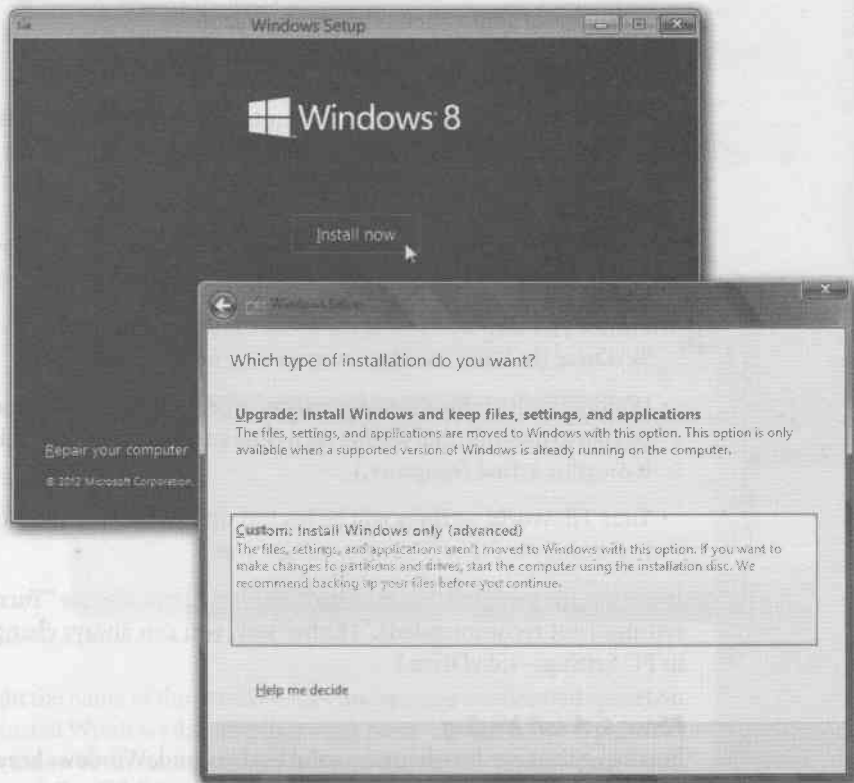 Windows Setup
Windows 8
Install now
Repair your computer
© 2012 Microsoft Corporation.
Windows Setup
Which type of installation do you want?
Upgrade: Install Windows and keep files, settings, and applications
The files, settings, and applications are moved to Windows with this option. This option is only
available when a supported version of Windows is already running on the computer.
Custom: Install Windows only (advanced)
The files, settings, and applications aren't moved to Windows with this option. If you want to
make changes to partitions and drives, start the computer using the installation disc. We
recommend backing up your files before you continue.
Help me decide